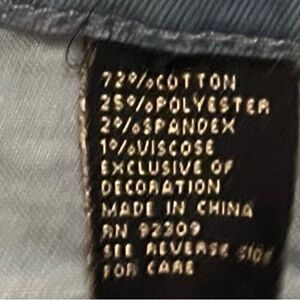 72%COTTON
25%POLYESTER
2%SPANDEX
1%VISCOSE
EXCLUSIVE OF
DECORATION
MADE IN CHINA
RN 92309
SEE REVERSE SIDE
FOR CARE